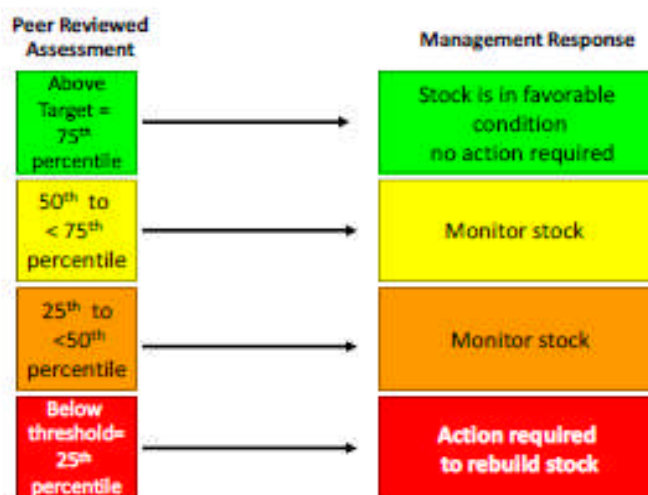 Peer Reviewed
Assessment
Management Response
Above
Target =
75th
percentile
Stock is in favorable
condition
no action required
50th to
< 75th
percentile
Monitor stock
25th to
<50th
percentile
Monitor stock
Below
threshold=
25th
percentile
Action required
to rebuild stock